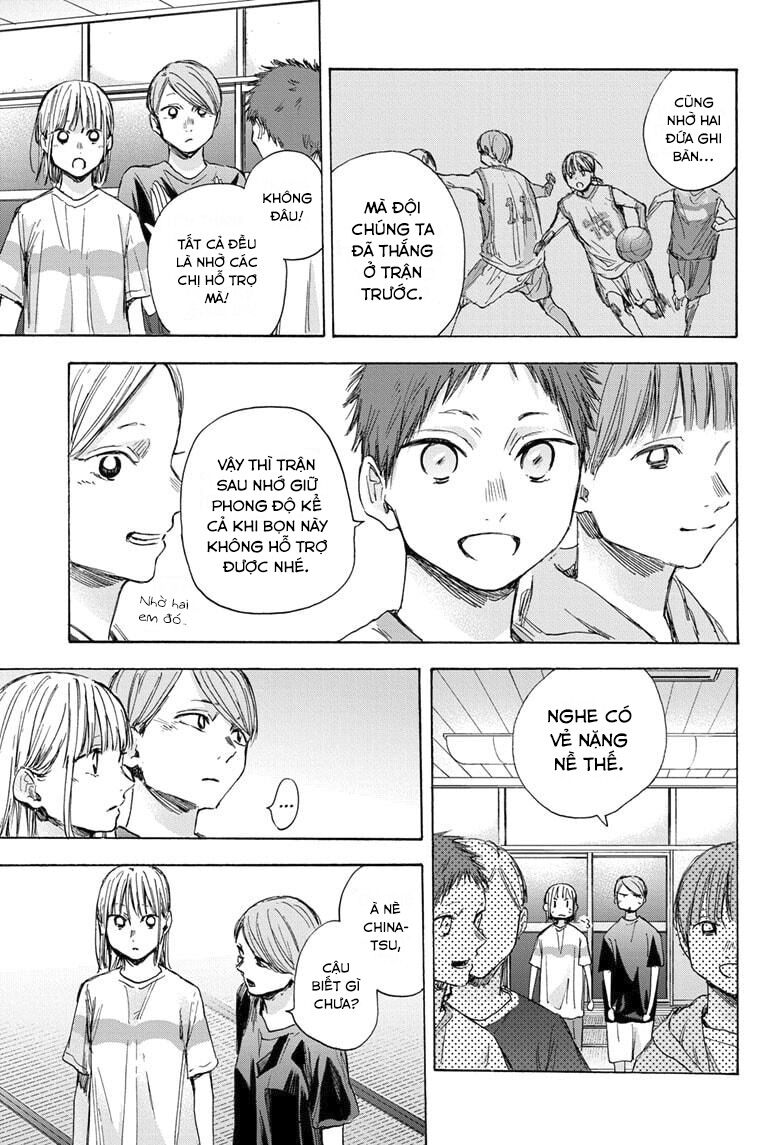 CŨNG
NHỜ HAI
ĐỨA GHI
BÀN...
MÀ ĐỘI
CHÚNG TA
ĐÃ THẮNG
Ở TRẬN
TRƯỚC.
KHÔNG
ĐÂU!
TẤT CẢ ĐỀU
LÀ NHỜ CÁC
CHỊ HỖ TRỢ
MÀ!
VẬY THÌ TRẬN
SAU NHỚ GIỮ
PHONG ĐỘ KỂ
CẢ KHI BỌN NÀY
KHÔNG HỖ TRỢ
ĐƯỢC NHÉ.
Nhờ hai
em đó..
NGHE CÓ
VẺ NẶNG
NỀ THẾ.
...
À NÈ
CHINA-
TSU,
CẬU
BIẾT GÌ
CHƯA?